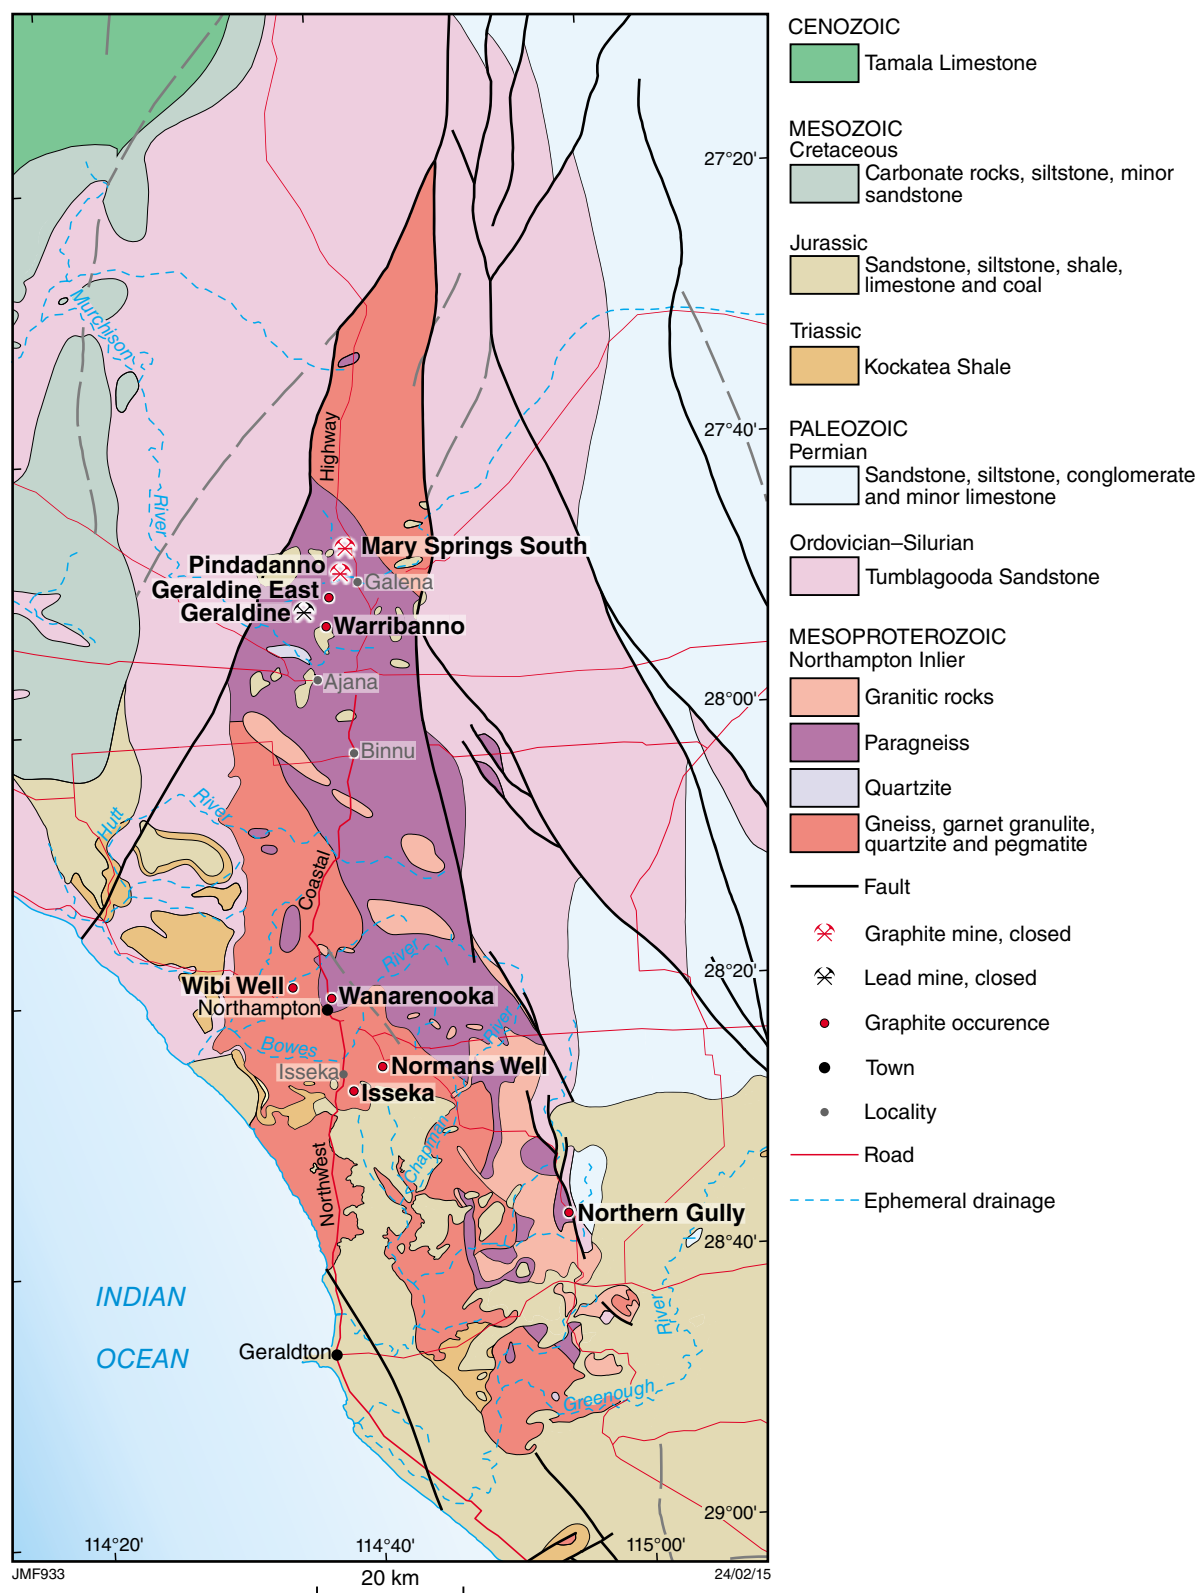 CENOZOIC
Tamala Limestone
MESOZOIC
Cretaceous
Carbonate rocks, siltstone, minor
sandstone
Jurassic
Sandstone, siltstone, shale,
limestone and coal
Triassic
Kockatea Shale
PALEOZOIC
Permian
Sandstone, siltstone, conglomerate
and minor limestone
Ordovician–Silurian
Tumblagooda Sandstone
MESOPROTEROZOIC
Northampton Inlier
Granitic rocks
Paragneiss
Quartzite
Gneiss, garnet granulite,
quartzite and pegmatite
Fault
Graphite mine, closed
Lead mine, closed
Graphite occurence
Town
Locality
Road
Ephemeral drainage
27°20'
Murchison
River
27°40'
Highway
Mary Springs South
Pindadanno
Galena
Geraldine East
Geraldine
Warribanno
Ajana
28°00'
Binnu
Hutt
River
Coastal
River
28°20'
Wibi Well
Wanarenooka
Northampton
River
Bowes
Normans Well
Isseka
Isseka
Chapman
Northwest
Northern Gully
28°40'
INDIAN
OCEAN
River
Geraldton
Greenough
29°00'
114°20'
114°40'
115°00'
JMF933
20 km
24/02/15